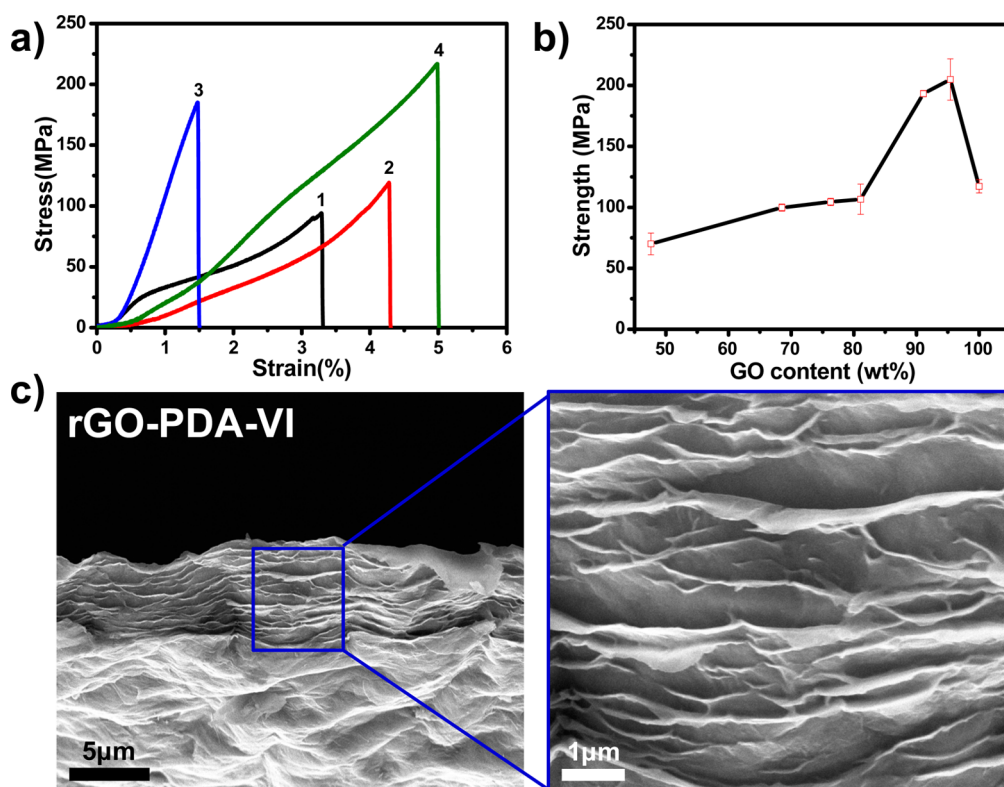 a)
250
200
150
100
50
0
Stress(MPa)
3
4
1
2
0 1 2 3 4 5 6
Strain(%)
b)
250
200
150
100
50
0
Strength (MPa)
50 60 70 80 90 100
GO content (wt%)
c)
rGO-PDA-VI
5μm
1μm